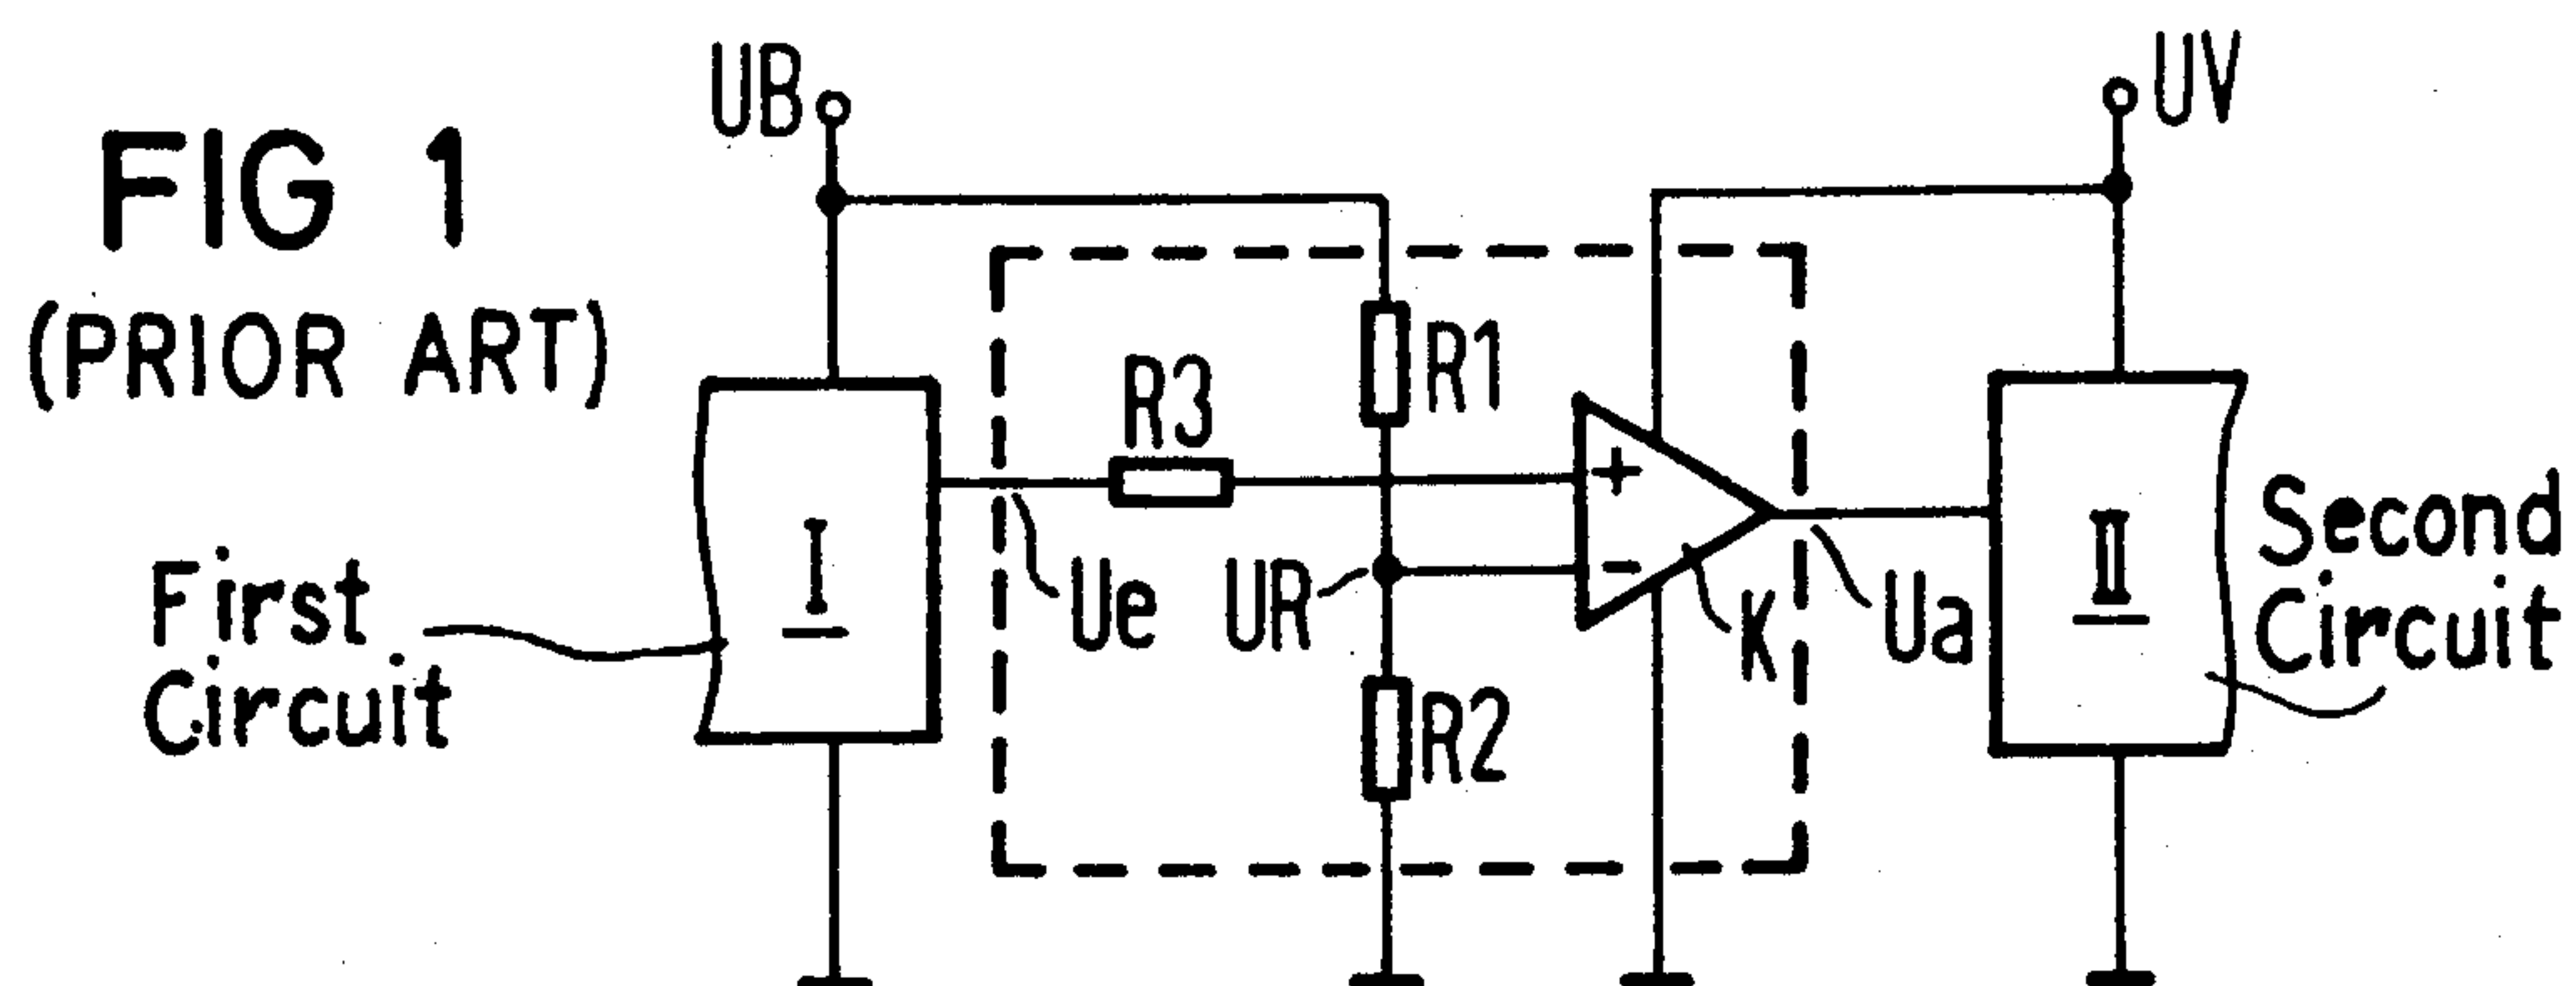 FIG 1
(PRIOR ART)
UB
UV
R1
R3
+
-
I
Ue
UR
K
Ua
II
First
Circuit
Second
Circuit
R2